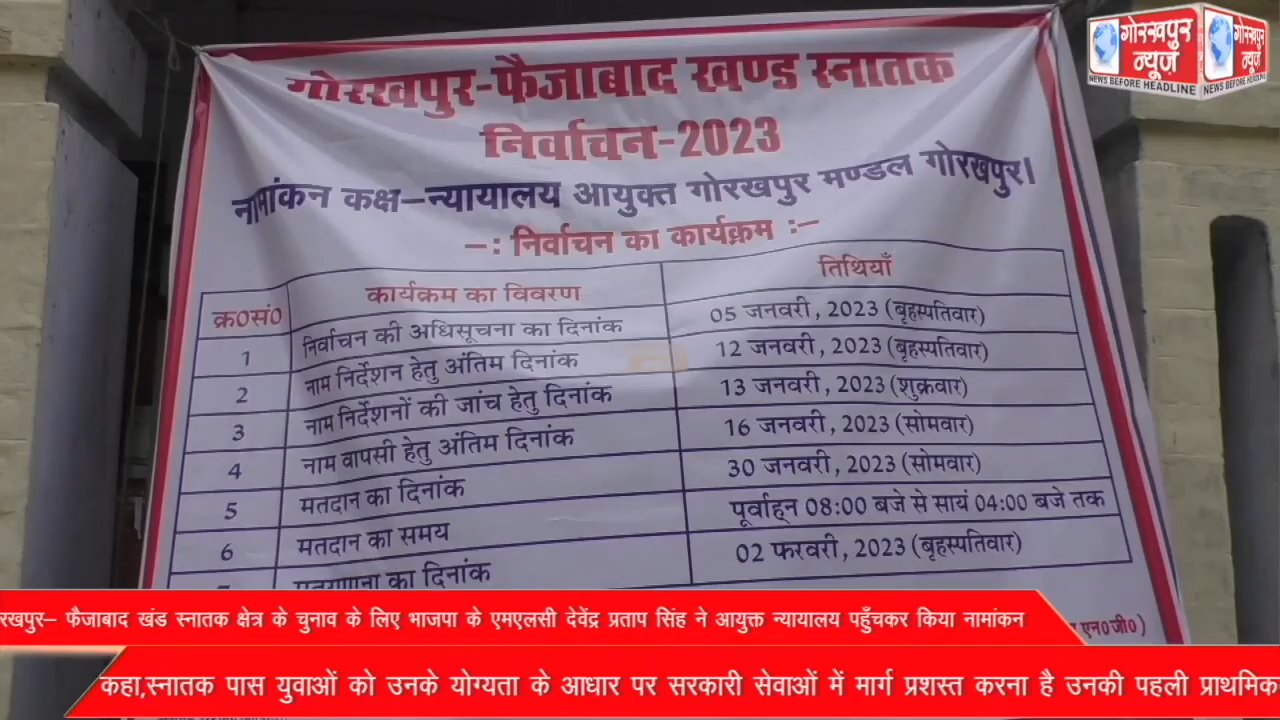 गोरखपुर न्यूज़
NEWS BEFORE HEADLINE
गोरखपुर न्यूज़
NEWS BEFORE HEADLINE
गोरखपुर-फैजाबाद खण्ड स्नातक
निर्वाचन-2023
नामांकन कक्ष–न्यायालय आयुक्त गोरखपुर मण्डल गोरखपुर।
–: निर्वाचन का कार्यक्रम :–
क्र0सं0 कार्यक्रम का विवरण तिथियाँ
1 निर्वाचन की अधिसूचना का दिनांक 05 जनवरी, 2023 (बृहस्पतिवार)
2 नाम निर्देशन हेतु अंतिम दिनांक 12 जनवरी, 2023 (बृहस्पतिवार)
3 नाम निर्देशनों की जांच हेतु दिनांक 13 जनवरी, 2023 (शुक्रवार)
4 नाम वापसी हेतु अंतिम दिनांक 16 जनवरी, 2023 (सोमवार)
5 मतदान का दिनांक 30 जनवरी, 2023 (सोमवार)
6 मतदान का समय पूर्वाह्न 08:00 बजे से सायं 04:00 बजे तक
मतगणना का दिनांक 02 फरवरी, 2023 (बृहस्पतिवार)
एन0जी0)
रखपुर– फैजाबाद खंड स्नातक क्षेत्र के चुनाव के लिए भाजपा के एमएलसी देवेंद्र प्रताप सिंह ने आयुक्त न्यायालय पहुँचकर किया नामांकन
कहा,स्नातक पास युवाओं को उनके योग्यता के आधार पर सरकारी सेवाओं में मार्ग प्रशस्त करना है उनकी पहली प्राथमिक